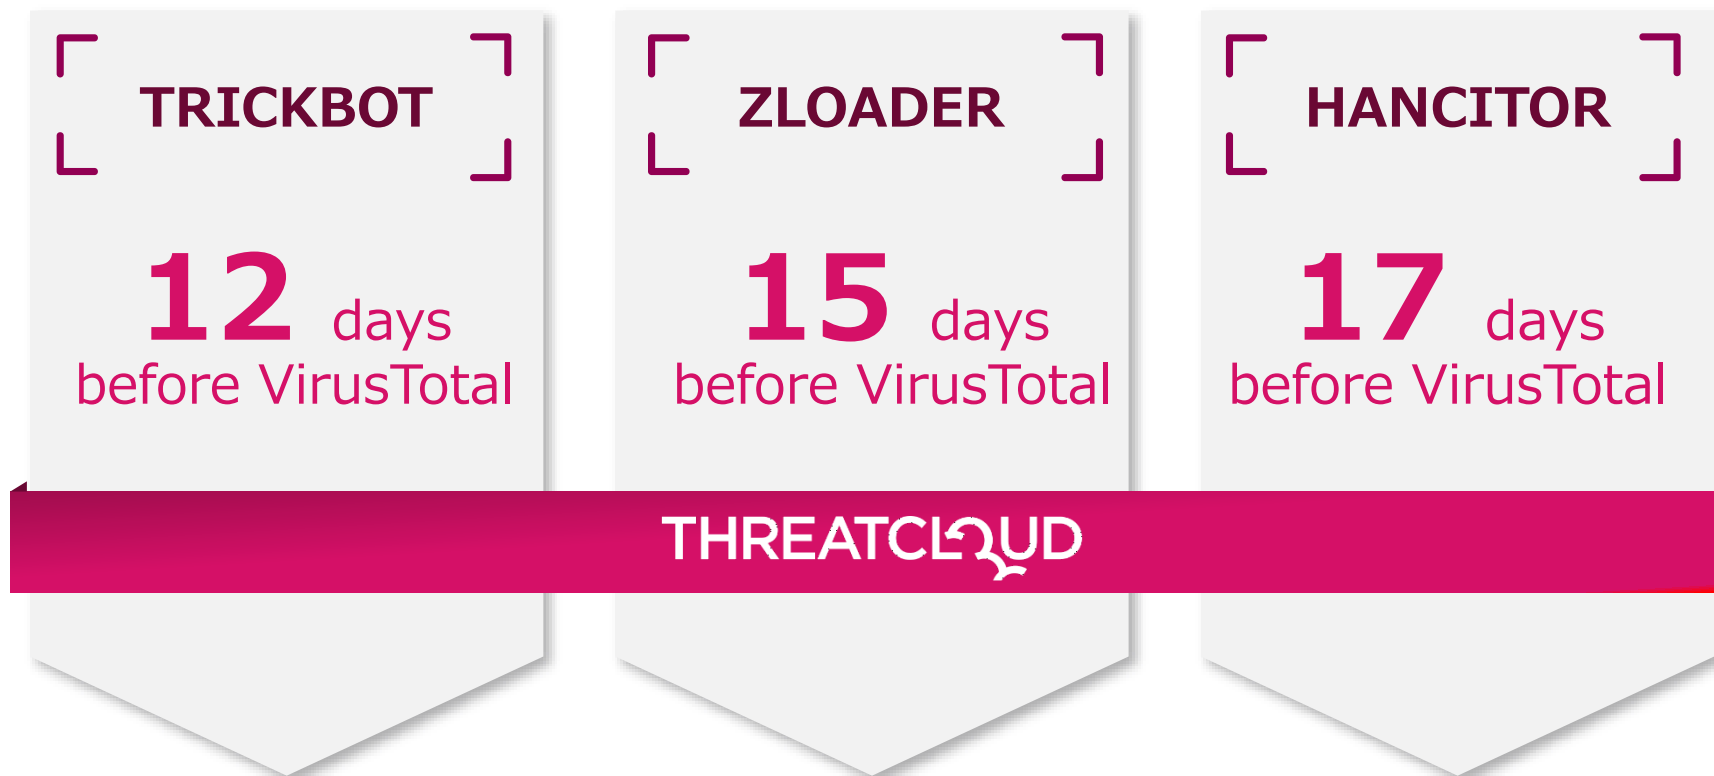 TRICKBOT
12 days
before VirusTotal
ZLOADER
15 days
before VirusTotal
HANCITOR
17 days
before VirusTotal
THREATCLOUD